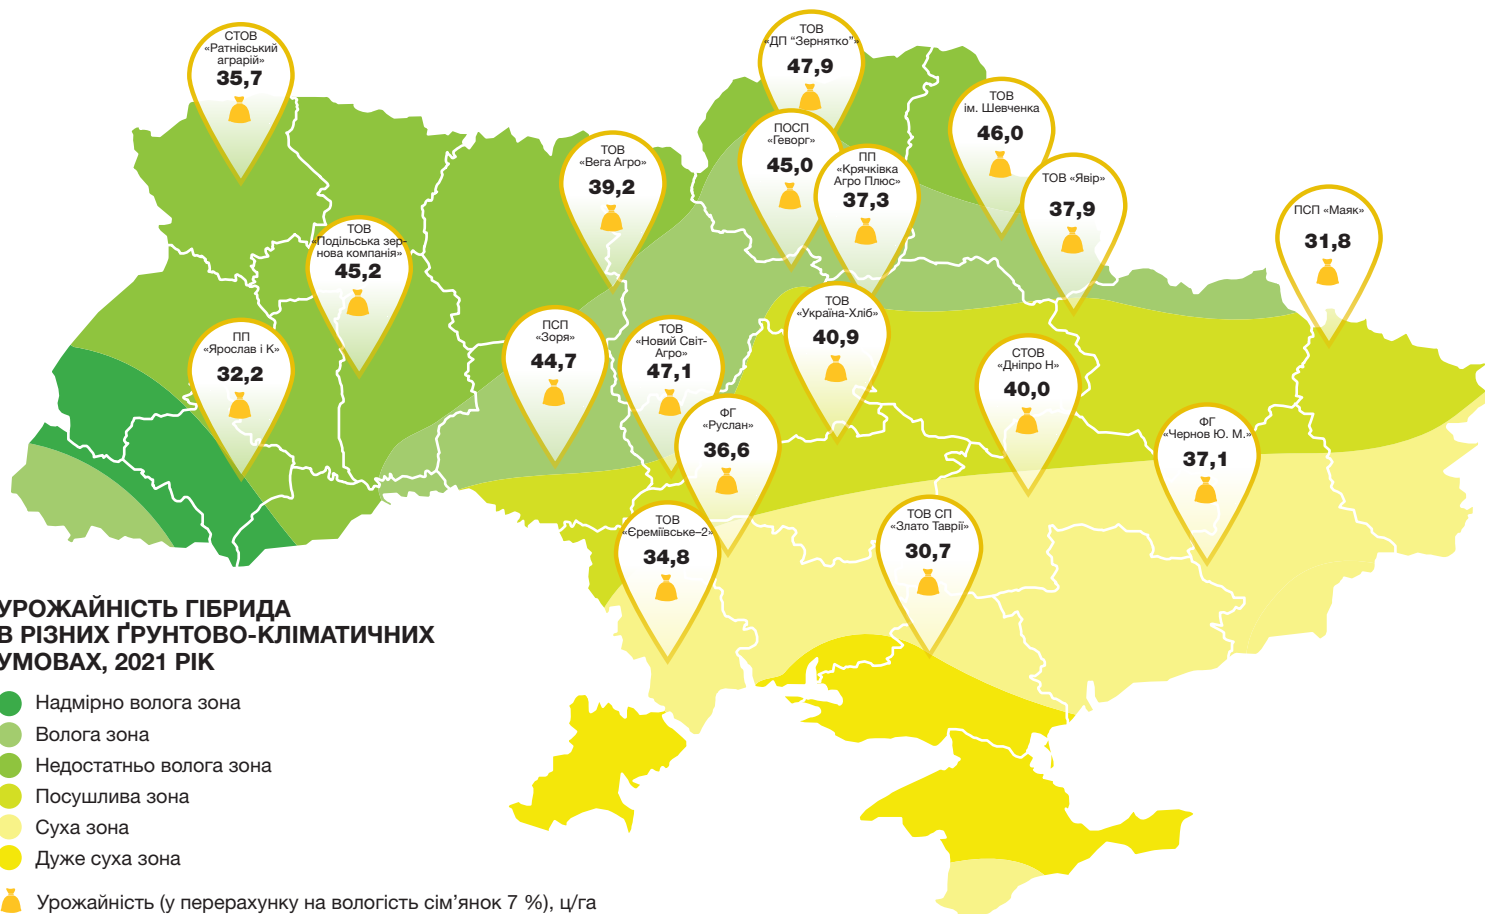 СТОВ
«Ратнівський
аграрій»
35,7
ТОВ
«ДП “Зернятко”»
47,9
ТОВ
ім. Шевченка
46,0
ПОСП
«Геворг»
45,0
ТОВ
«Вега Агро»
39,2
ПП
«Крячківка
Агро Плюс»
37,3
ТОВ «Явір»
37,9
ПСП «Маяк»
31,8
ТОВ
«Подільська зер-
нова компанія»
45,2
ПП
«Ярослав і К»
32,2
ПСП
«Зоря»
44,7
ТОВ
«Новий Світ-
Агро»
47,1
ТОВ
«Україна-Хліб»
40,9
СТОВ
«Дніпро Н»
40,0
ФГ
«Руслан»
36,6
ФГ
«Чернов Ю. М.»
37,1
ТОВ
«Єреміївське–2»
34,8
ТОВ СП
«Злато Таврії»
30,7
УРОЖАЙНІСТЬ ГІБРИДА
В РІЗНИХ ҐРУНТОВО-КЛІМАТИЧНИХ
УМОВАХ, 2021 РІК
Надмірно волога зона
Волога зона
Недостатньо волога зона
Посушлива зона
Суха зона
Дуже суха зона
Урожайність (у перерахунку на вологість сім’янок 7 %), ц/га